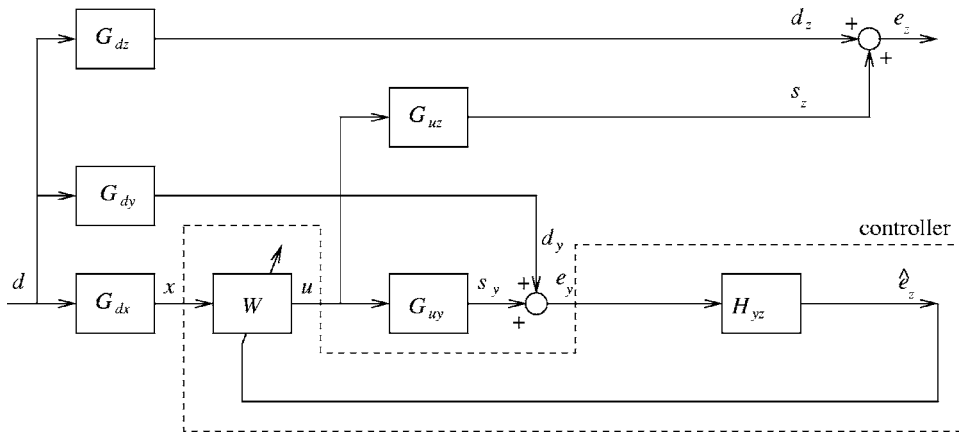 G_dz
d_z
+
e_z
+
s_z
G_uz
G_dy
controller
d_y
d
G_dx
x
W
u
G_uy
s_y
+
+
e_y
H_yz
ê_z